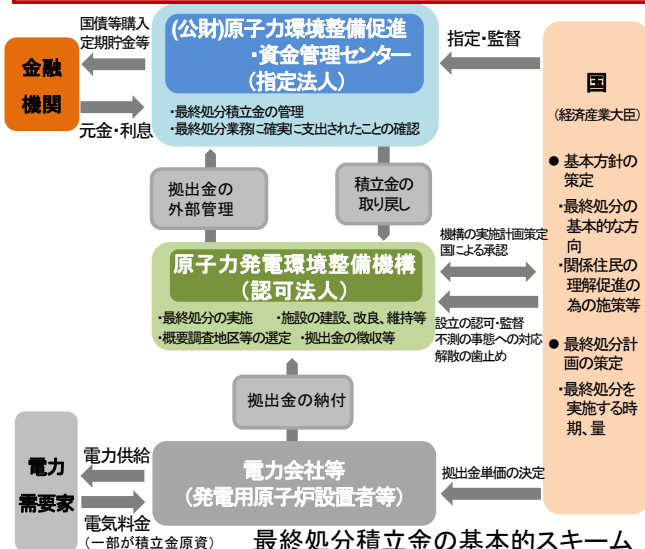 国債等購入
定期貯金等
金融
機関
元金・利息
(公財)原子力環境整備促進
・資金管理センター
(指定法人)
・最終処分積立金の管理
・最終処分業務に確実に支出されたことの確認
指定・監督
国
(経済産業大臣)
● 基本方針の
策定
・最終処分の
基本的な方
向
・関係住民の
理解促進の
為の施策等
● 最終処分計
画の策定
・最終処分を
実施する時
期、量
拠出金の
外部管理
積立金の
取り戻し
機構の実施計画策定
国による承認
原子力発電環境整備機構
(認可法人)
・最終処分の実施 ・施設の建設、改良、維持等
・概要調査地区等の選定 ・拠出金の徴収等
設立の認可・監督
不測の事態への対応
解散の歯止め
拠出金の納付
電力
需要家
電力供給
電気料金
(一部が積立金原資)
電力会社等
(発電用原子炉設置者等)
拠出金単価の決定
最終処分積立金の基本的スキーム